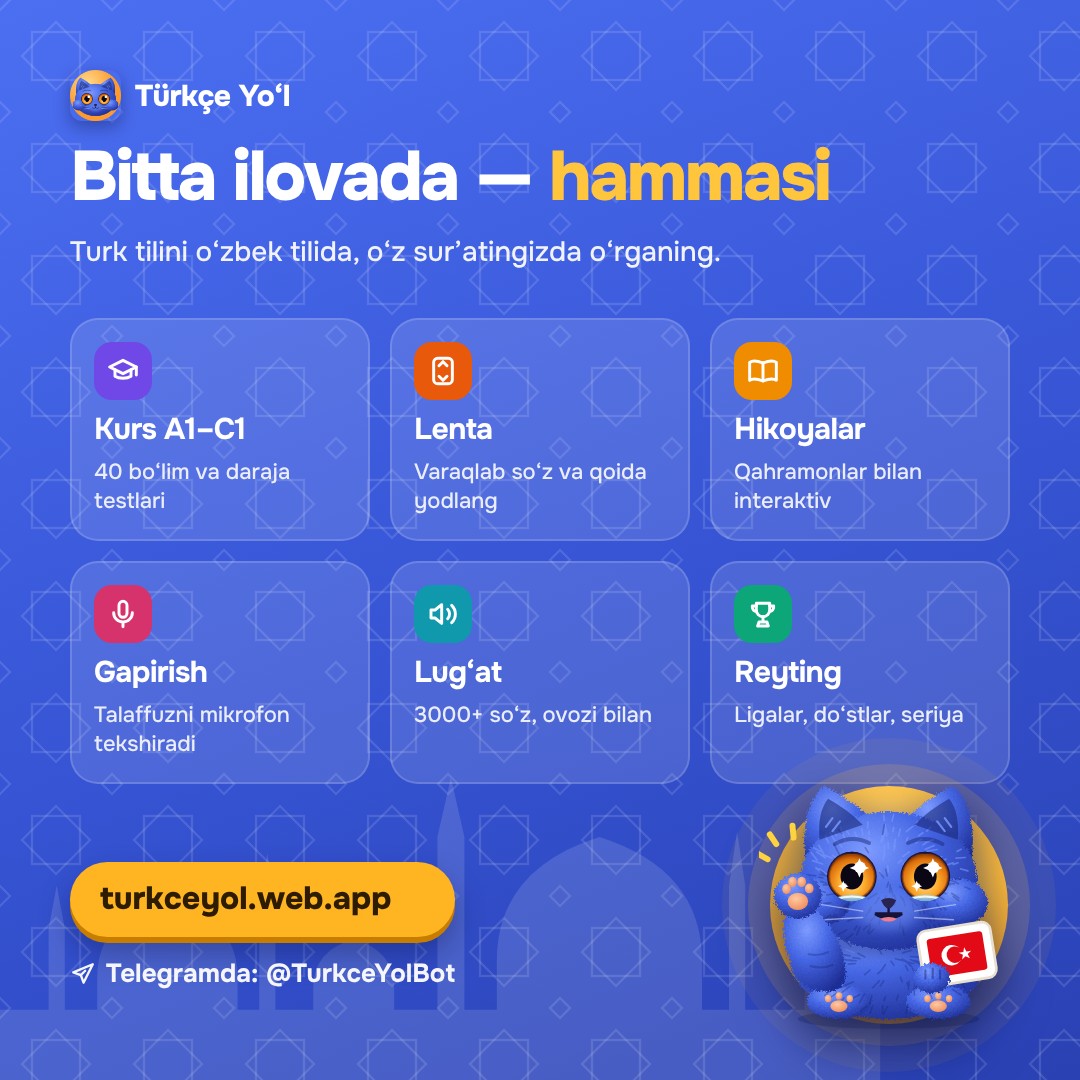 Türkçe Yo‘l
Bitta ilovada — hammasi
Turk tilini o‘zbek tilida, o‘z sur’atingizda o‘rganing.
Kurs A1–C1
40 bo‘lim va daraja
testlari
Lenta
Varaqlab so‘z va qoida
yodlang
Hikoyalar
Qahramonlar bilan
interaktiv
Gapirish
Talaffuzni mikrofon
tekshiradi
Lug‘at
3000+ so‘z, ovozi bilan
Reyting
Ligalar, do‘stlar, seriya
turkceyol.web.app
Telegramda: @TurkceYolBot